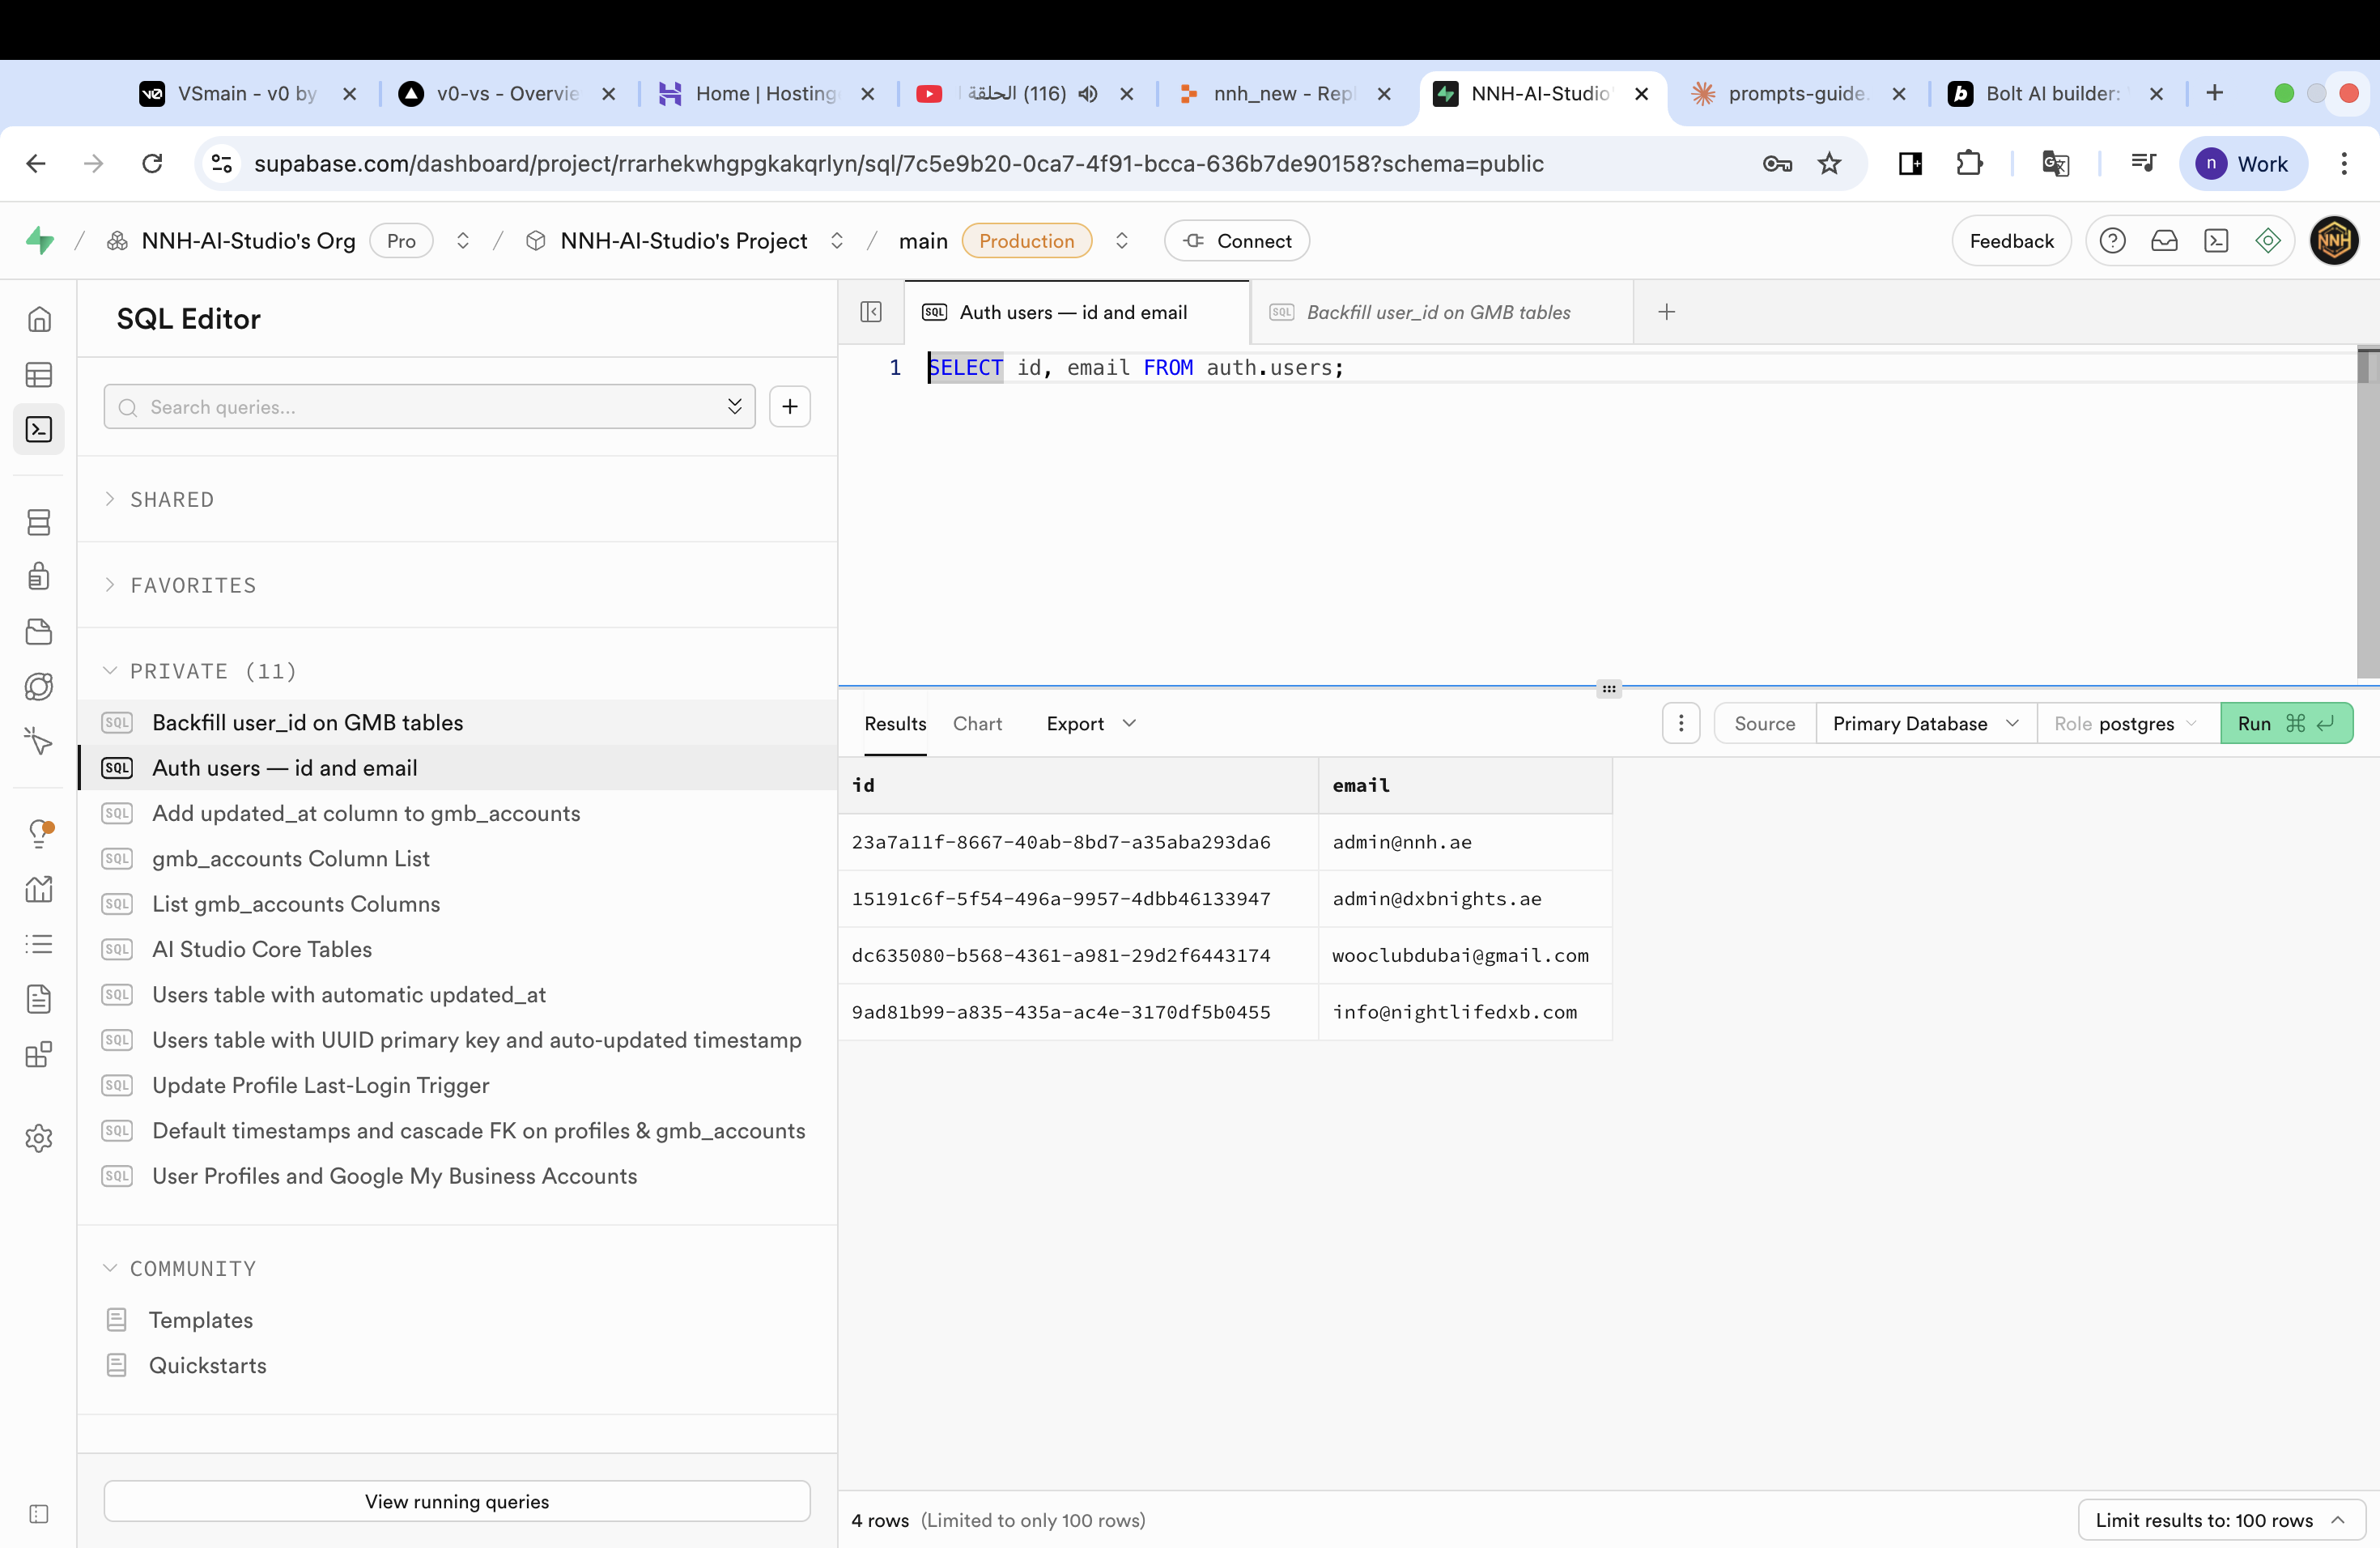 VSmain - v0 by
v0-vs - Overvie
Home | Hosting
الحلقة (116)
nnh_new - Repl
NNH-AI-Studio'
prompts-guide.
Bolt AI builder:
supabase.com/dashboard/project/rrarhekwhgpgkakqrlyn/sql/7c5e9b20-0ca7-4f91-bcca-636b7de90158?schema=public
n Work
NNH-AI-Studio's Org Pro / NNH-AI-Studio's Project / main Production Connect
Feedback
NNH
SQL Editor
Search queries...
SHARED
FAVORITES
PRIVATE (11)
SQL Backfill user_id on GMB tables
SQL Auth users — id and email
SQL Add updated_at column to gmb_accounts
SQL gmb_accounts Column List
SQL List gmb_accounts Columns
SQL AI Studio Core Tables
SQL Users table with automatic updated_at
SQL Users table with UUID primary key and auto-updated timestamp
SQL Update Profile Last-Login Trigger
SQL Default timestamps and cascade FK on profiles & gmb_accounts
SQL User Profiles and Google My Business Accounts
COMMUNITY
Templates
Quickstarts
View running queries
SQL Auth users — id and email
SQL Backfill user_id on GMB tables
1 SELECT id, email FROM auth.users;
Results Chart Export
Source Primary Database Role postgres Run ⌘ ↵
id email
23a7a11f-8667-40ab-8bd7-a35aba293da6 admin@nnh.ae
15191c6f-5f54-496a-9957-4dbb46133947 admin@dxbnights.ae
dc635080-b568-4361-a981-29d2f6443174 wooclubdubai@gmail.com
9ad81b99-a835-435a-ac4e-3170df5b0455 info@nightlifedxb.com
4 rows (Limited to only 100 rows)
Limit results to: 100 rows